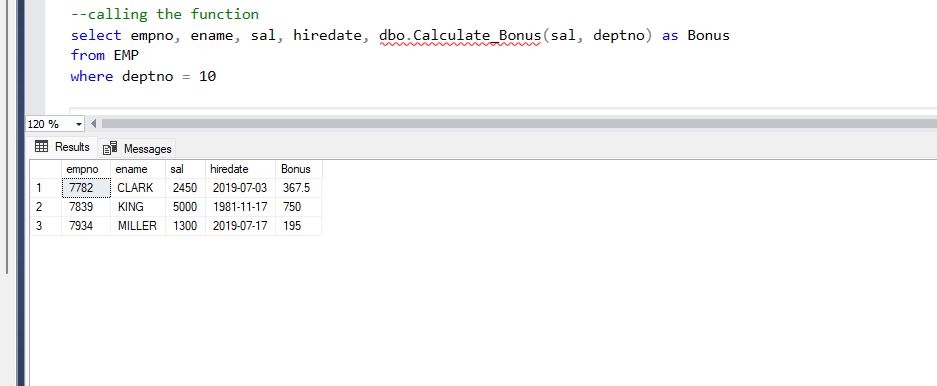 --calling the function
select empno, ename, sal, hiredate, dbo.Calculate_Bonus(sal, deptno) as Bonus
from EMP
where deptno = 10
120 %
Results Messages
empno ename sal hiredate Bonus
1 7782 CLARK 2450 2019-07-03 367.5
2 7839 KING 5000 1981-11-17 750
3 7934 MILLER 1300 2019-07-17 195